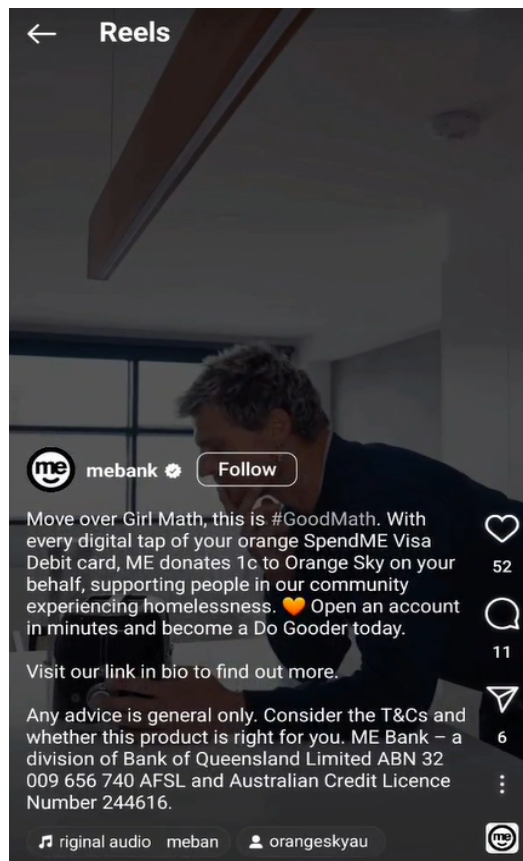 Reels
me
mebank
Follow
Move over Girl Math, this is #GoodMath. With
every digital tap of your orange SpendME Visa
Debit card, ME donates 1c to Orange Sky on your
behalf, supporting people in our community
experiencing homelessness. 🧡 Open an account
in minutes and become a Do Gooder today.
Visit our link in bio to find out more.
Any advice is general only. Consider the T&Cs and
whether this product is right for you. ME Bank – a
division of Bank of Queensland Limited ABN 32
009 656 740 AFSL and Australian Credit Licence
Number 244616.
52
11
6
riginal audio meban
orangeskyau
me